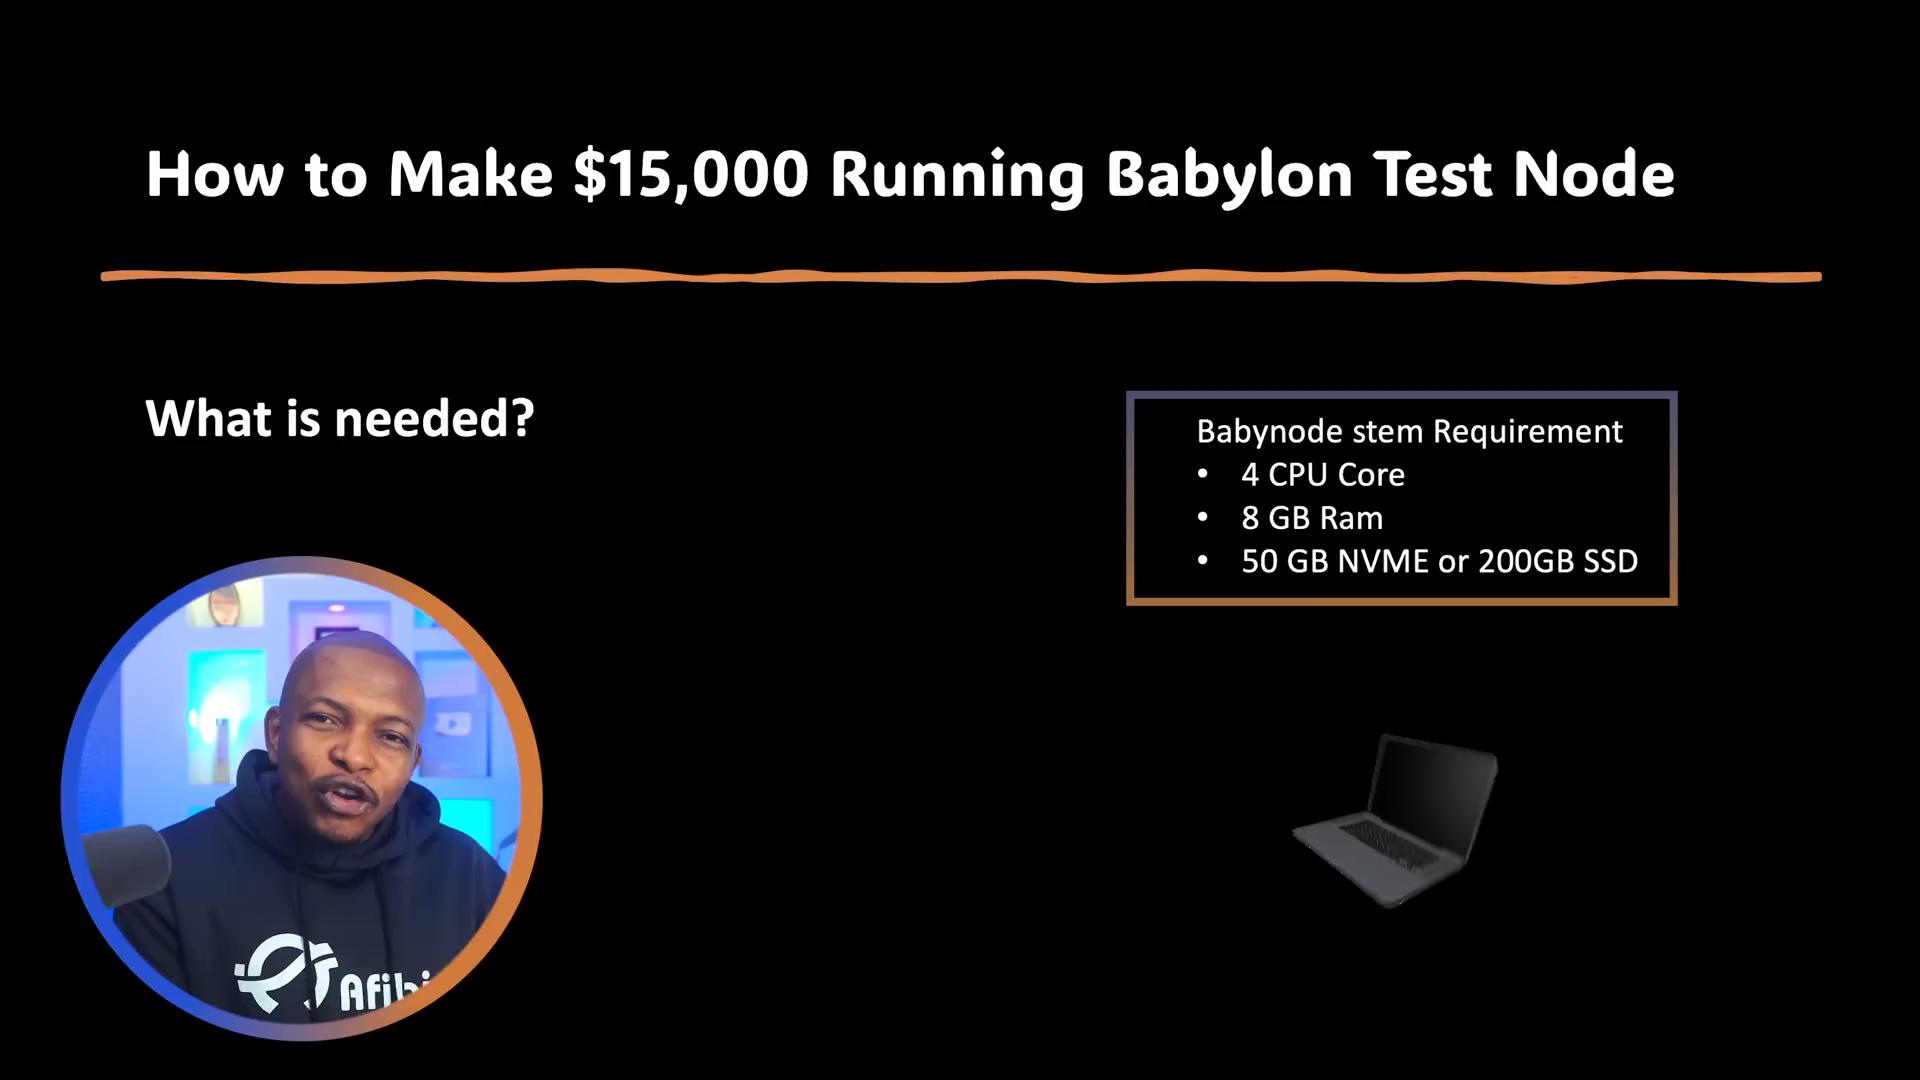 How to Make $15,000 Running Babylon Test Node
What is needed?
Babynode stem Requirement
• 4 CPU Core
• 8 GB Ram
• 50 GB NVME or 200GB SSD